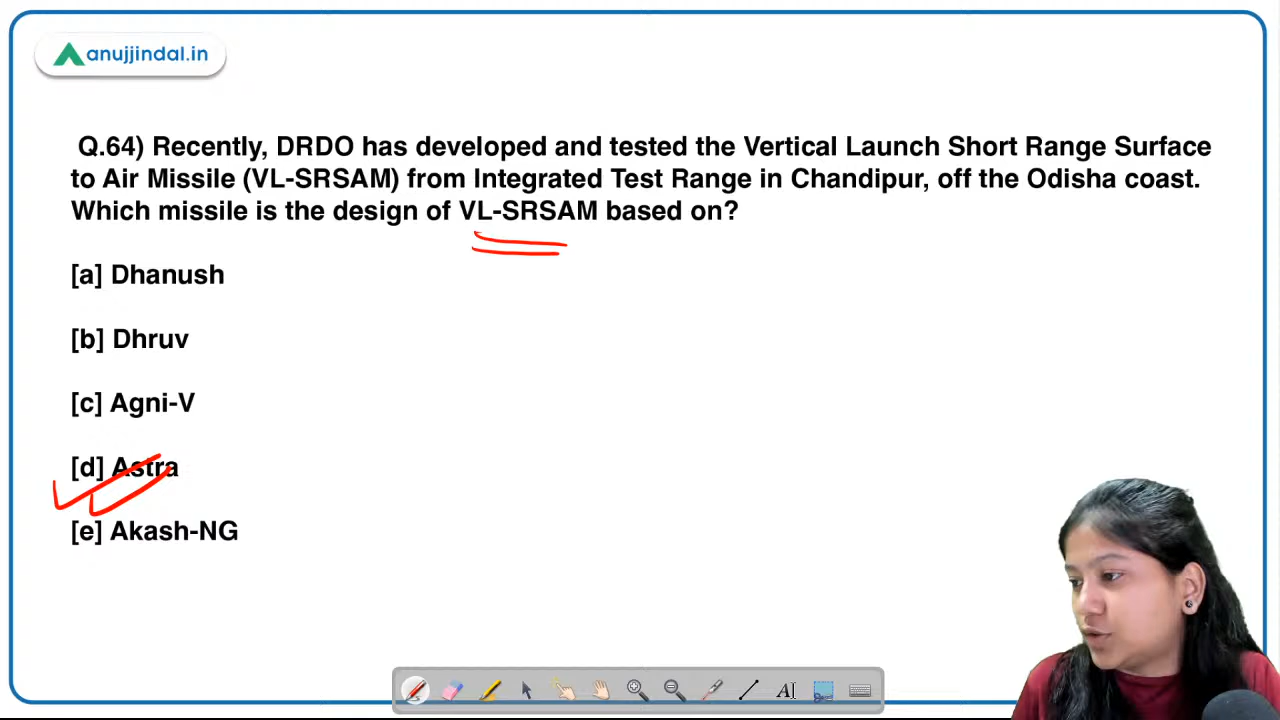 anujjindal.in
Q.64) Recently, DRDO has developed and tested the Vertical Launch Short Range Surface
to Air Missile (VL-SRSAM) from Integrated Test Range in Chandipur, off the Odisha coast.
Which missile is the design of VL-SRSAM based on?
[a] Dhanush
[b] Dhruv
[c] Agni-V
[d] Astra
[e] Akash-NG
A